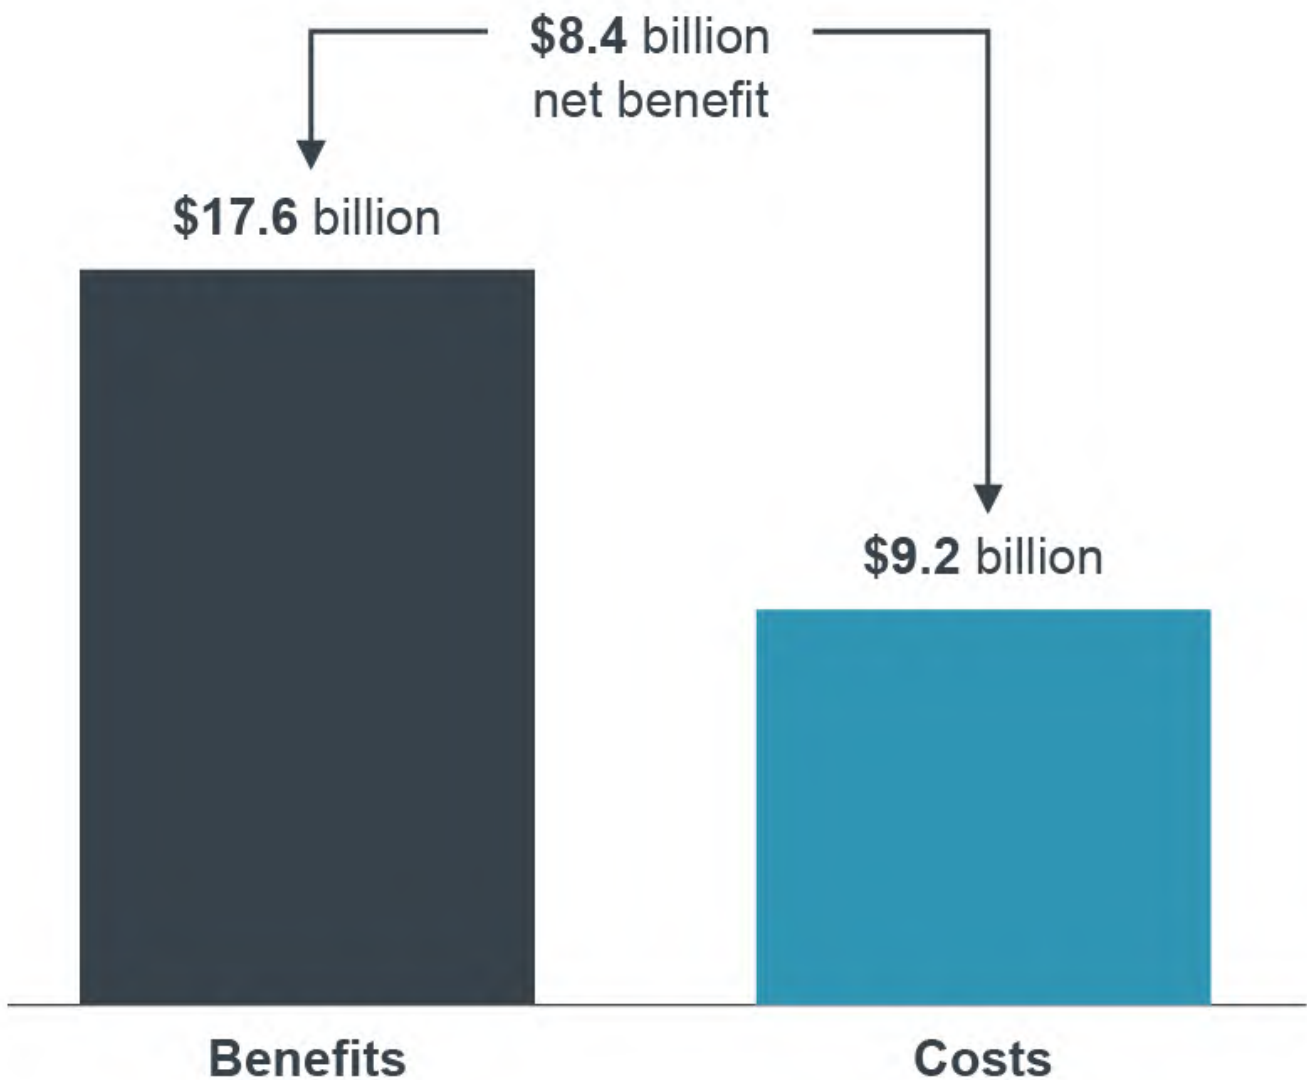 $8.4 billion
net benefit
$17.6 billion
$9.2 billion
Benefits
Costs